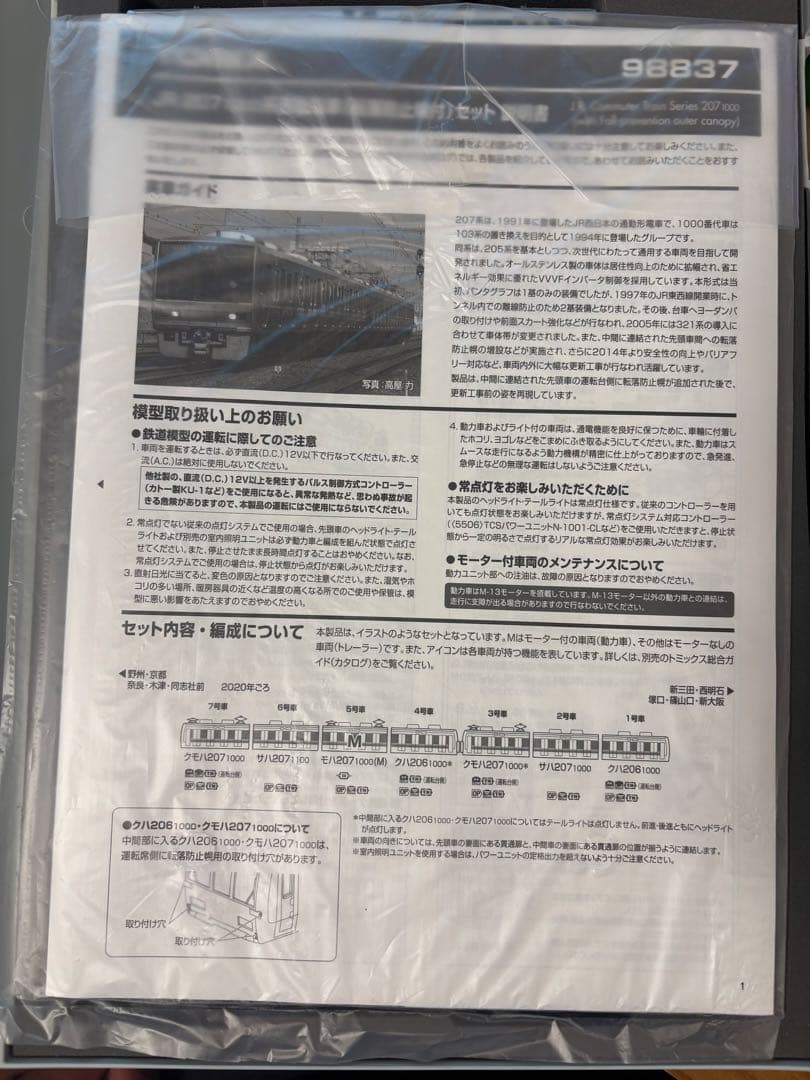 98837
セット
J.R. Commuter Train Series 207 1000
(with Fall-prevention outer canopy)
実車ガイド
写真：高屋 力
207系は、1991年に登場したJR西日本の通勤形電車で、1000番代車は
103系の置き換えを目的として1994年に登場したグループです。
同系は、205系を基本としつつ、次世代にわたって通用する車両を目指して開
発されました。オールステンレス製の車体は居住性向上のために拡幅され、省エ
ネルギー効果に優れたVVVFインバータ制御を採用しています。本形式は当
初、パンタグラフは1基のみの装備でしたが、1997年のJR東西線開業時に、ト
ンネル内での離線防止のため2基装備となりました。その後、台車へヨーダンパ
の取り付けや前面スカート強化などが行なわれ、2005年には321系の導入に
合わせて車体帯が変更されました。また、中間に連結された先頭車間への転落
防止幌の増設などが実施され、さらに2014年より安全性の向上やバリアフ
リー対応など、車両内外に大幅な更新工事が行なわれ活躍しています。
製品は、中間に連結された先頭車の運転台側に転落防止幌が追加された後で、
更新工事前の姿を再現しています。
模型取り扱い上のお願い
●鉄道模型の運転に際してのご注意
1. 車両を運転するときは、必ず直流(D.C.)12V以下で行なってください。また、交
流(A.C.)は絶対に使用しないでください。
他社製の、直流(D.C.)12V以上を発生するパルス制御方式コントローラー
(カトー製KU-1など)をご使用になると、異常な発熱など、思わぬ事故が起
きる危険がありますので、本製品の運転にはご使用にならないでください。
2. 常点灯でない従来の点灯システムでご使用の場合、先頭車のヘッドライト・テール
ライトおよび別売の室内照明ユニットは必ず動力車と編成を組んだ状態で点灯さ
せてください。また、停止させたまま長時間点灯することはおやめください。なお、
常点灯システムでご使用の場合は、停止状態から点灯がお楽しみいただけます。
3. 直射日光に当てると、変色の原因となりますのでご注意ください。また、湿気やホ
コリの多い場所、暖房器具の近くなど温度の高くなる所でのご使用や保管は、模
型に悪い影響をあたえますのでおやめください。
4. 動力車およびライト付の車両は、通電機能を良好に保つために、車輪に付着し
たホコリ、ヨゴレなどをこまめにふき取るようにしてください。また、動力車はス
ムースな走行になるよう動力機構が精密に仕上がっておりますので、急発進、
急停止などの無理な運転はしないようご注意ください。
●常点灯をお楽しみいただくために
本製品のヘッドライト・テールライトは常点灯仕様です。従来のコントローラーを用
いても点灯状態をお楽しみいただけますが、常点灯システム対応コントローラー
((5506)TCSパワーユニットN-1001-CLなど)をご使用いただきますと、停止状
態から一定の明るさで点灯するリアルな常点灯効果がお楽しみいただけます。
●モーター付車両のメンテナンスについて
動力ユニット部への注油は、故障の原因となりますのでおやめください。
動力車はM-13モーターを搭載しています。M-13モーター以外の動力車との連結は、
走行に支障が出る場合がありますので行なわないでください。
セット内容・編成について
本製品は、イラストのようなセットとなっています。Mはモーター付の車両(動力車)、その他はモーターなしの
車両(トレーラー)です。また、アイコンは各車両が持つ機能を表しています。詳しくは、別売のトミックス総合ガ
イド(カタログ)をご覧ください。
◀野州・京都
奈良・木津・同志社前 2020年ごろ
新三田・西明石▶
塚口・篠山口・新大阪
7号車 6号車 5号車 4号車 3号車 2号車 1号車
M
クモハ2071000 サハ2071100 モハ2071000(M) クハ2061000* クモハ2071000* サハ2071000 クハ2061000
(運転台側) (運転台側) (運転台側) (運転台側)
●クハ2061000・クモハ2071000について
中間部に入るクハ2061000・クモハ2071000は、
運転席側に転落防止幌用の取り付け穴があります。
取り付け穴
取り付け穴
*中間部に入るクハ2061000・クモハ2071000についてはテールライトは点灯しません。前進・後進ともにヘッドライト
が点灯します。
※車両の向きについては、先頭車の妻面にある貫通扉と、中間車の妻面にある貫通扉の位置が揃うように連結します。
※室内照明ユニットを使用する場合は、パワーユニットの定格出力を超えないよう十分ご注意ください。
1